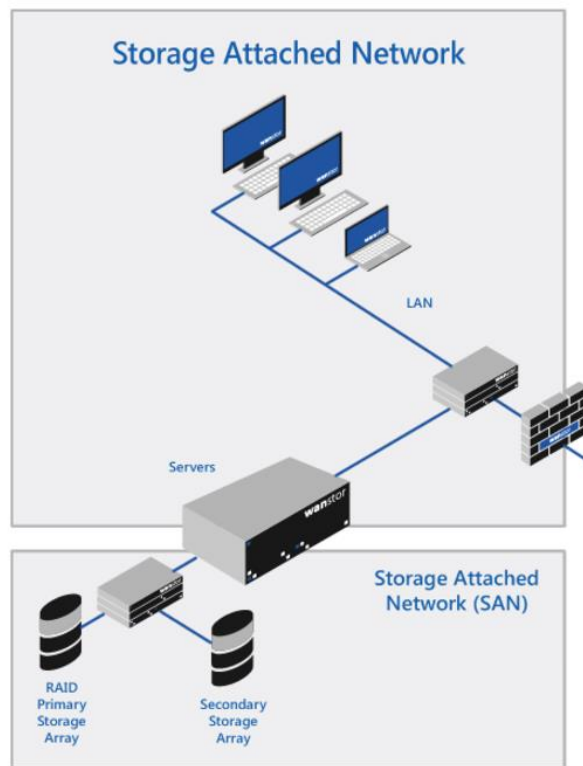 Storage Attached Network
wanstor
wanstor
wanstor
LAN
wanstor
Servers
wanstor
Storage Attached
Network (SAN)
RAID
Primary
Storage
Array
Secondary
Storage
Array